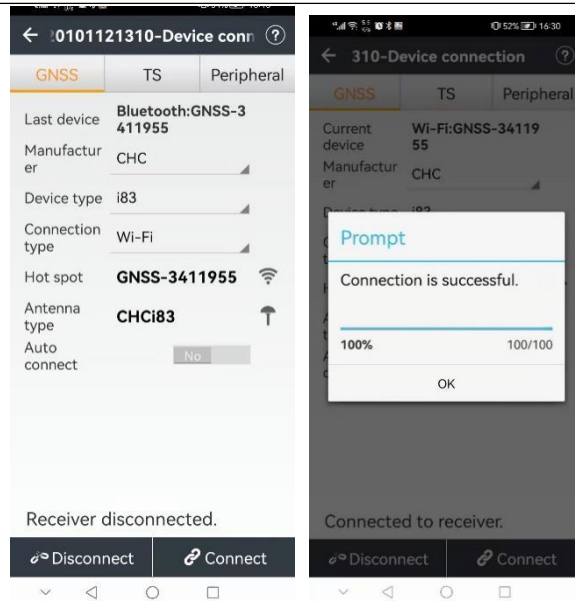 20101121310-Device conn
GNSS
TS
Peripheral
Last device
Bluetooth:GNSS-3
411955
Manufactur
er
CHC
Device type
i83
Connection
type
Wi-Fi
Hot spot
GNSS-3411955
Antenna
type
CHCi83
Auto
connect
No
Receiver disconnected.
Disconnect
Connect
52% 16:30
310-Device connection
GNSS
TS
Peripheral
Current
device
Wi-Fi:GNSS-34119
55
Manufactur
er
CHC
Prompt
Connection is successful.
100%
100/100
OK
Connected to receiver.
Disconnect
Connect